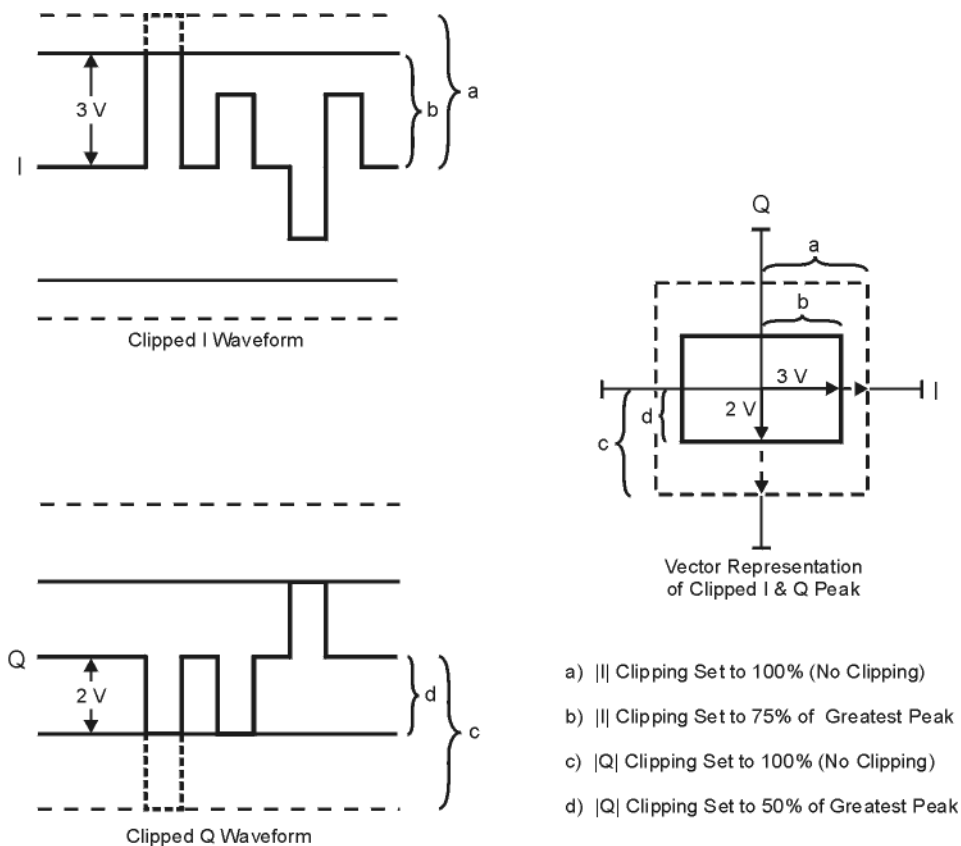 3 V
b
a
I
Clipped I Waveform
Q
a
b
3 V
I
2 V
d
c
Vector Representation
of Clipped I & Q Peak
Q
2 V
d
c
Clipped Q Waveform
a) |I| Clipping Set to 100% (No Clipping)
b) |I| Clipping Set to 75% of Greatest Peak
c) |Q| Clipping Set to 100% (No Clipping)
d) |Q| Clipping Set to 50% of Greatest Peak